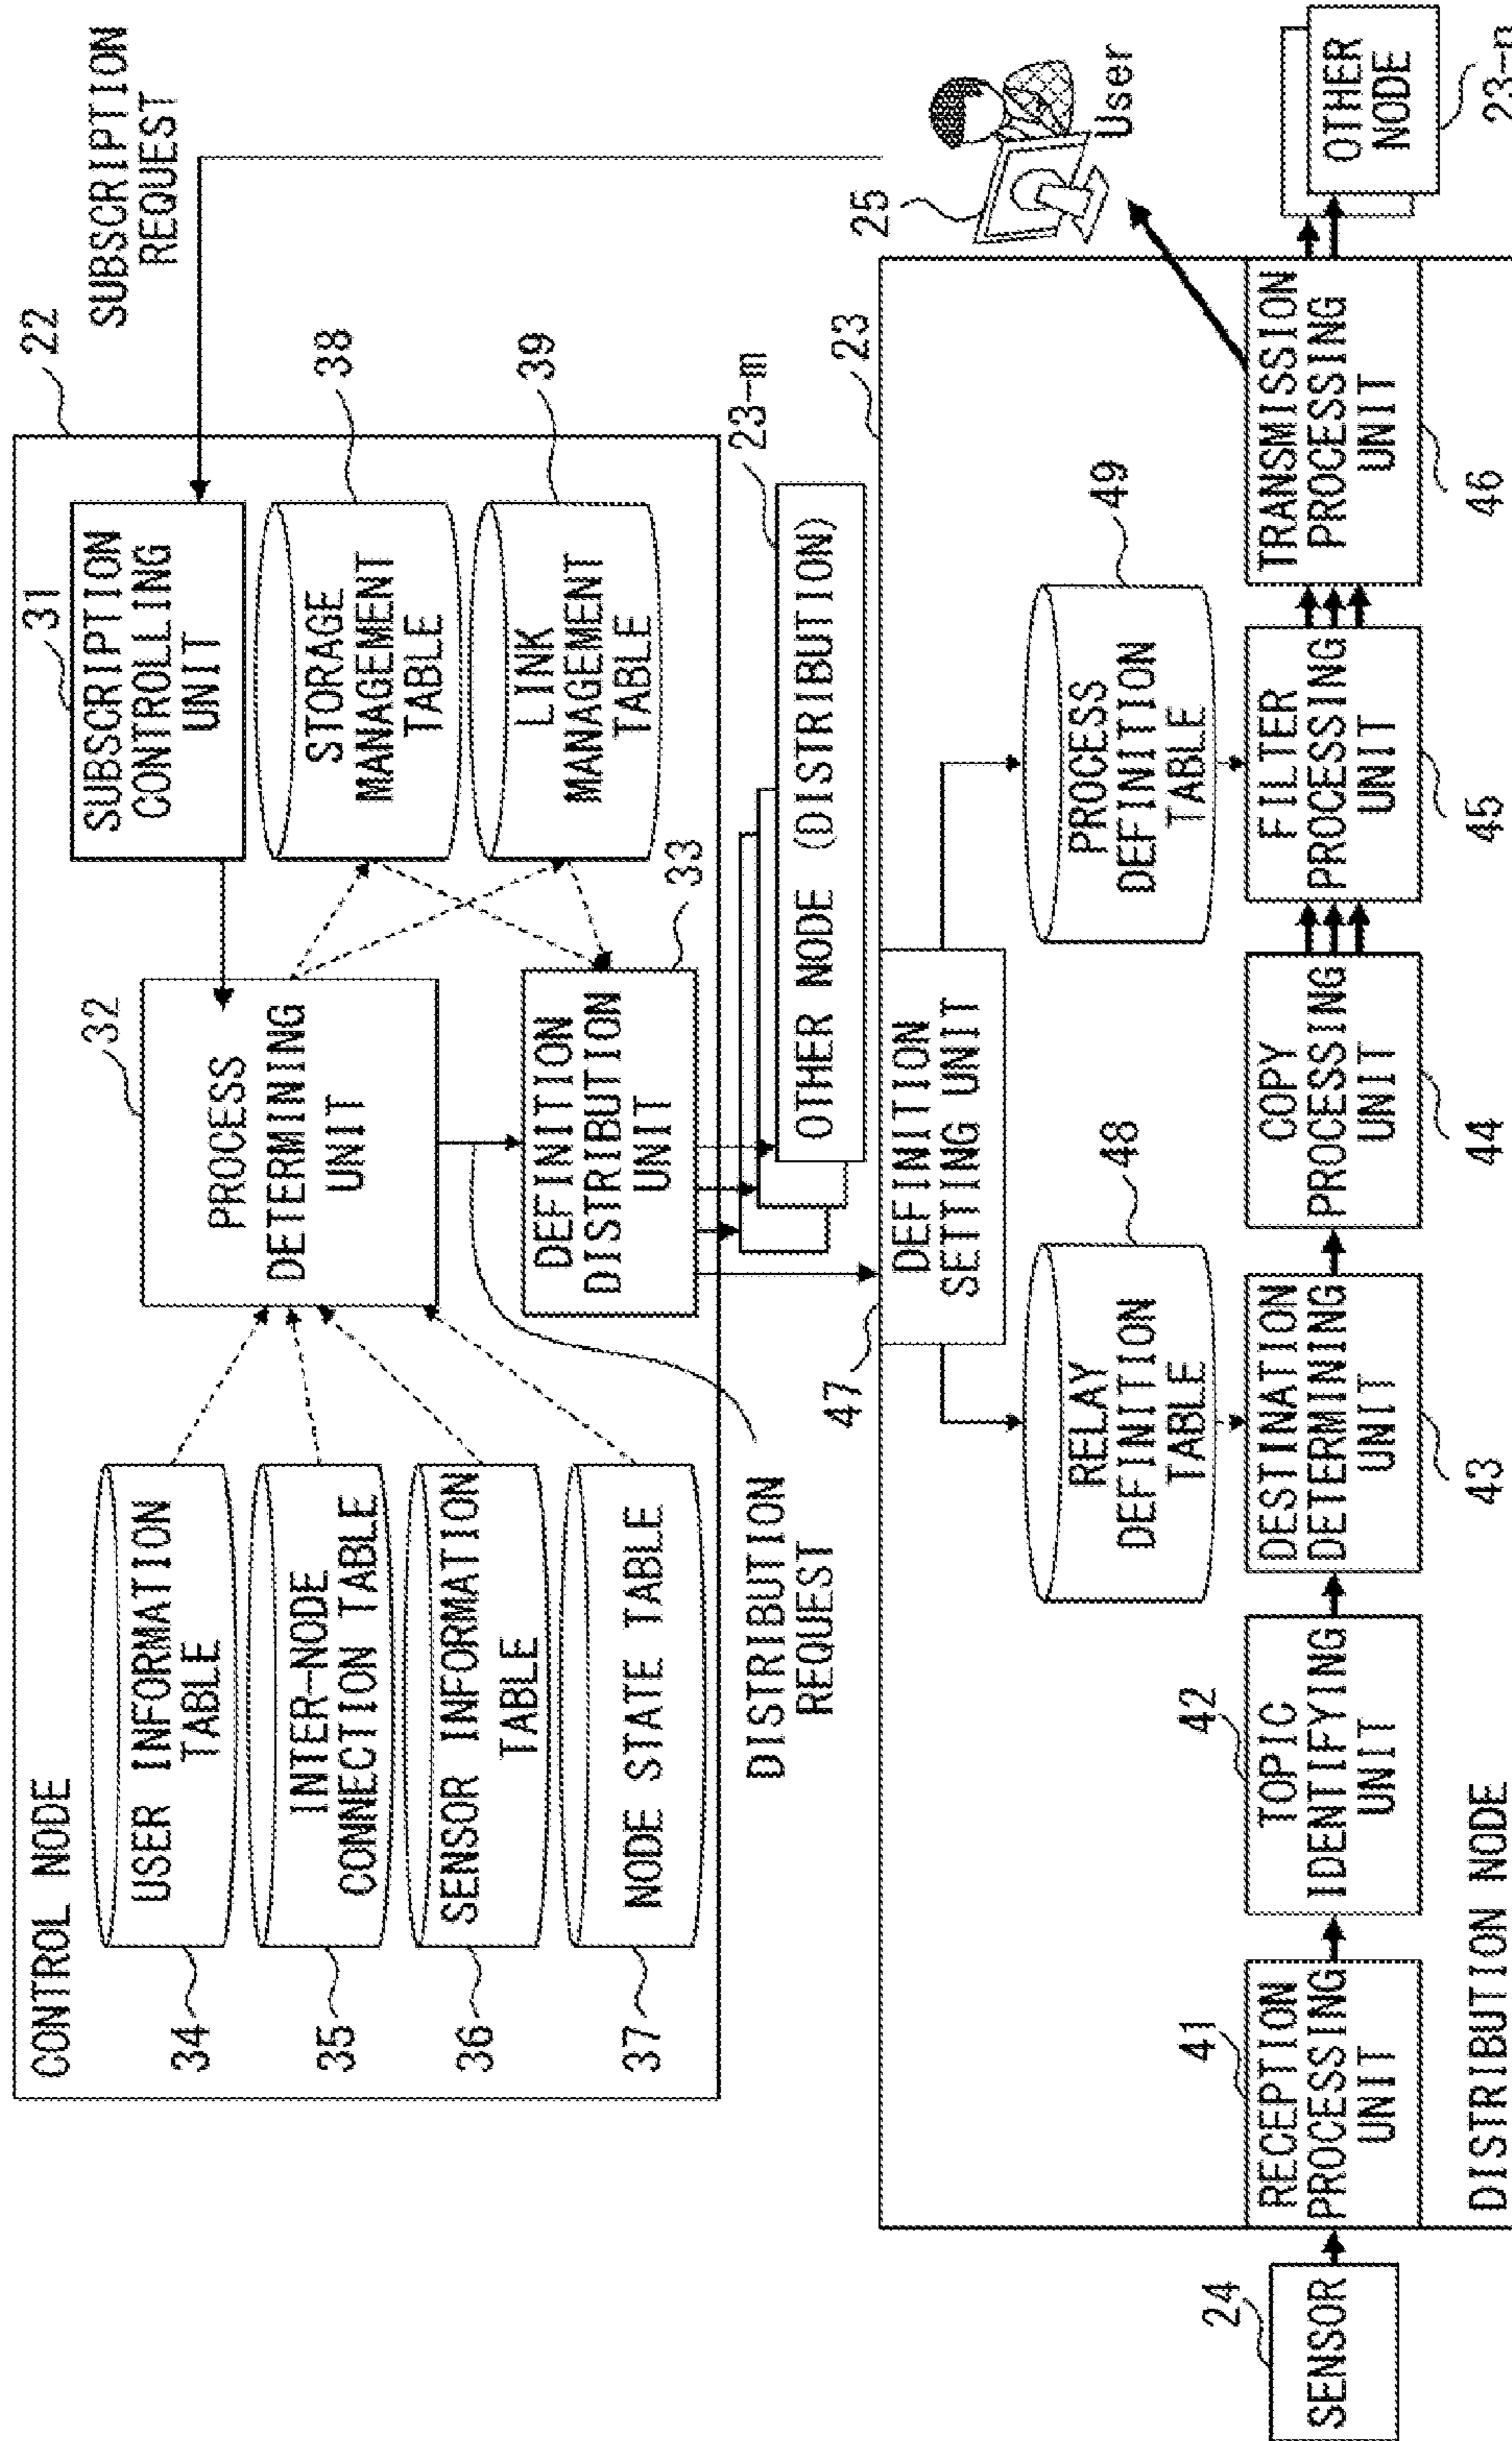 CONTROL NODE
22
SUBSCRIPTION
REQUEST
34
USER INFORMATION
TABLE
35
INTER-NODE
CONNECTION TABLE
36
SENSOR INFORMATION
TABLE
37
NODE STATE TABLE
32
PROCESS
DETERMINING
UNIT
31
SUBSCRIPTION
CONTROLLING
UNIT
38
STORAGE
MANAGEMENT
TABLE
39
LINK
MANAGEMENT
TABLE
33
DEFINITION
DISTRIBUTION
UNIT
DISTRIBUTION
REQUEST
23-m
OTHER NODE (DISTRIBUTION)
23
47
DEFINITION
SETTING UNIT
48
RELAY
DEFINITION
TABLE
49
PROCESS
DEFINITION
TABLE
25
User
24
SENSOR
41
RECEPTION
PROCESSING
UNIT
42
TOPIC
IDENTIFYING
UNIT
DESTINATION
DETERMINING
UNIT
43
COPY
PROCESSING
UNIT
44
FILTER
PROCESSING
UNIT
45
TRANSMISSION
PROCESSING
UNIT
46
OTHER
NODE
23-n
DISTRIBUTION NODE